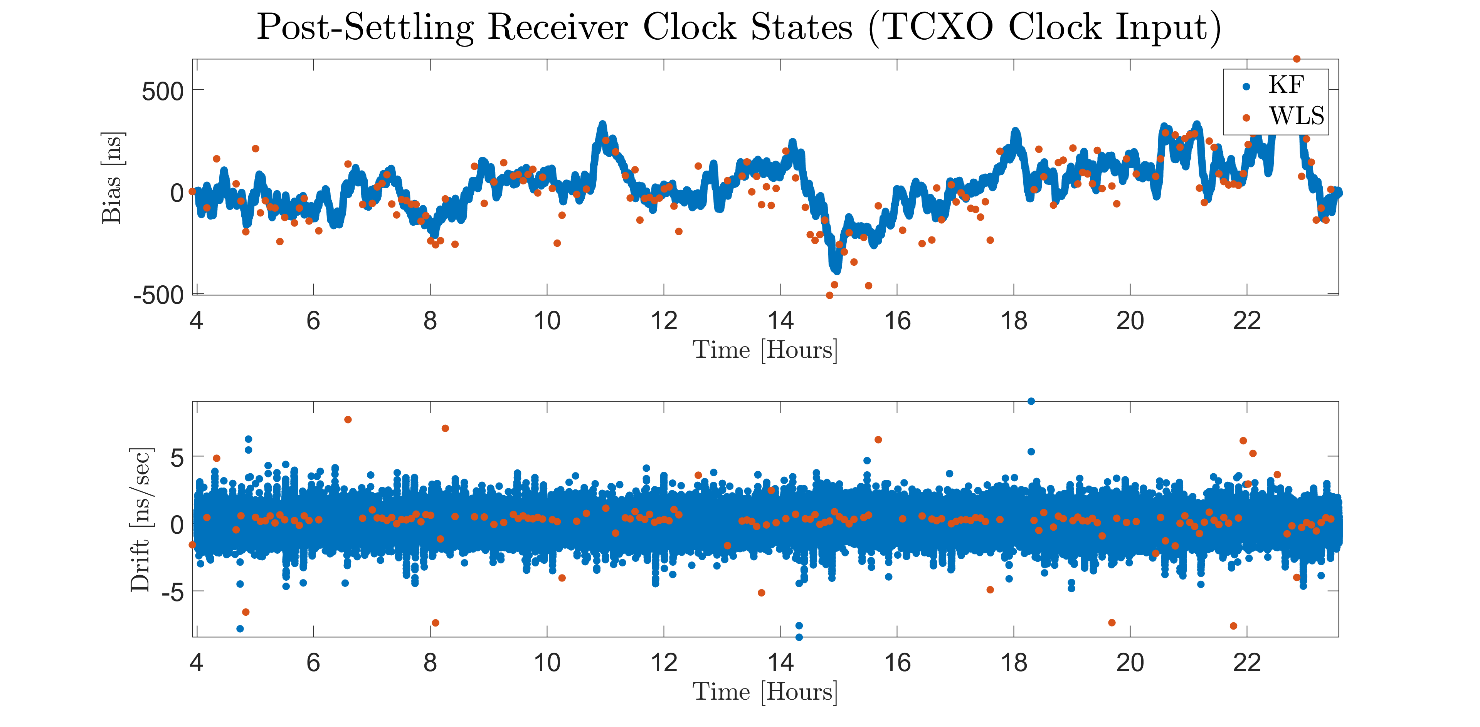 Post-Settling Receiver Clock States (TCXO Clock Input)
KF
WLS
500
0
-500
Bias [ns]
4 6 8 10 12 14 16 18 20 22
Time [Hours]
5
0
-5
Drift [ns/sec]
4 6 8 10 12 14 16 18 20 22
Time [Hours]